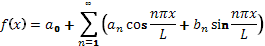 f(x) = a₀ + ∑_{n=1}^{∞} (aₙ cos nπx/L + bₙ sin nπx/L)